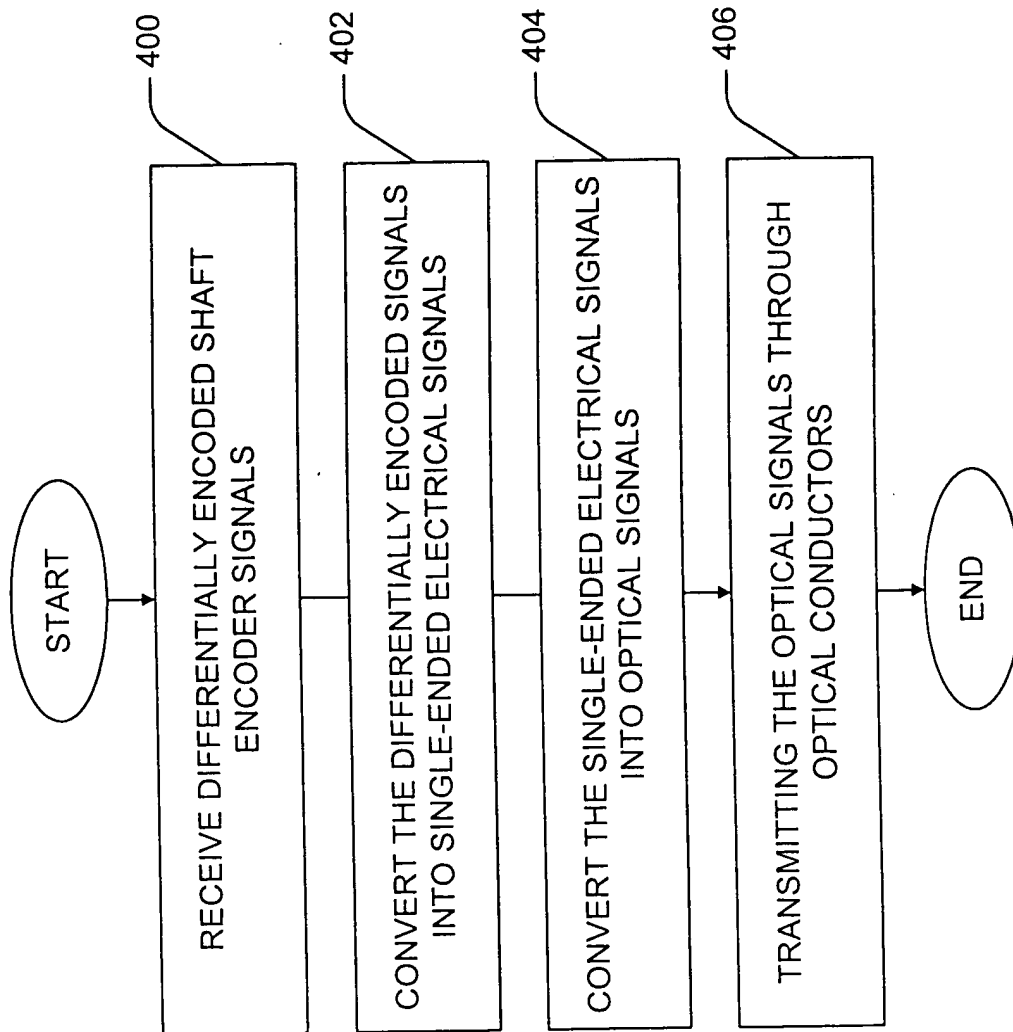 START
400
RECEIVE DIFFERENTIALLY ENCODED SHAFT
ENCODER SIGNALS
402
CONVERT THE DIFFERENTIALLY ENCODED SIGNALS
INTO SINGLE-ENDED ELECTRICAL SIGNALS
404
CONVERT THE SINGLE-ENDED ELECTRICAL SIGNALS
INTO OPTICAL SIGNALS
406
TRANSMITTING THE OPTICAL SIGNALS THROUGH
OPTICAL CONDUCTORS
END